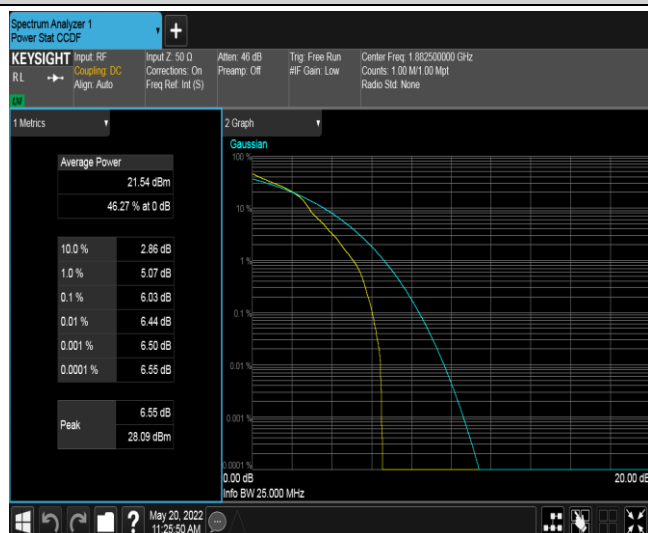 Spectrum Analyzer 1
Power Stat CCDF
+
KEYSIGHT
RL
Input: RF
Coupling: DC
Align: Auto
Input Z: 50 Ω
Corrections: On
Freq Ref: Int (S)
Atten: 46 dB
Preamp: Off
Trig: Free Run
#IF Gain: Low
Center Freq: 1.882500000 GHz
Counts: 1.00 M/1.00 Mpt
Radio Std: None
1 Metrics
Average Power
21.54 dBm
46.27 % at 0 dB
10.0 % 2.86 dB
1.0 % 5.07 dB
0.1 % 6.03 dB
0.01 % 6.44 dB
0.001 % 6.50 dB
0.0001 % 6.55 dB
Peak
6.55 dB
28.09 dBm
2 Graph
Gaussian
100 %
10 %
1 %
0.1 %
0.01 %
0.001 %
0.0001 %
0.00 dB
20.00 dB
Info BW 25.000 MHz
?
May 20, 2022
11:25:50 AM